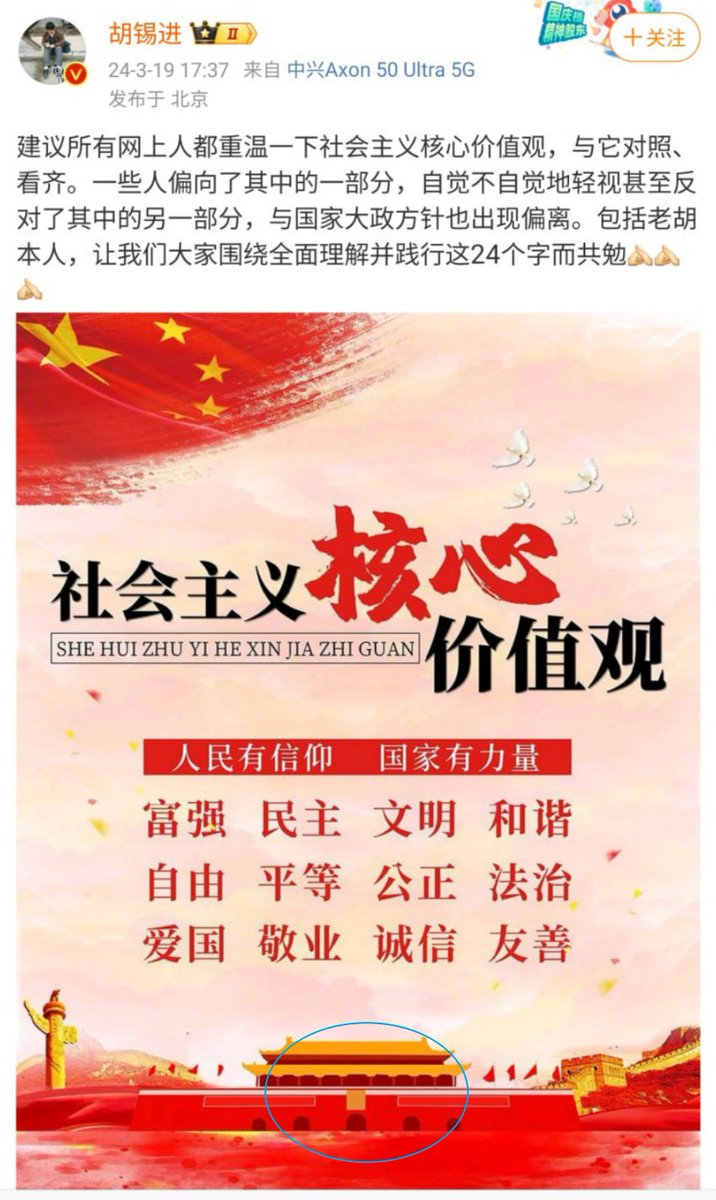 胡锡进 II
国庆档
精神股东
+关注
24-3-19 17:37 来自 中兴Axon 50 Ultra 5G
发布于 北京
建议所有网上人都重温一下社会主义核心价值观，与它对照、
看齐。一些人偏向了其中的一部分，自觉不自觉地轻视甚至反
对了其中的另一部分，与国家大政方针也出现偏离。包括老胡
本人，让我们大家围绕全面理解并践行这24个字而共勉
社会主义核心
SHE HUI ZHU YI HE XIN JIA ZHI GUAN
价值观
人民有信仰 国家有力量
富强 民主 文明 和谐
自由 平等 公正 法治
爱国 敬业 诚信 友善